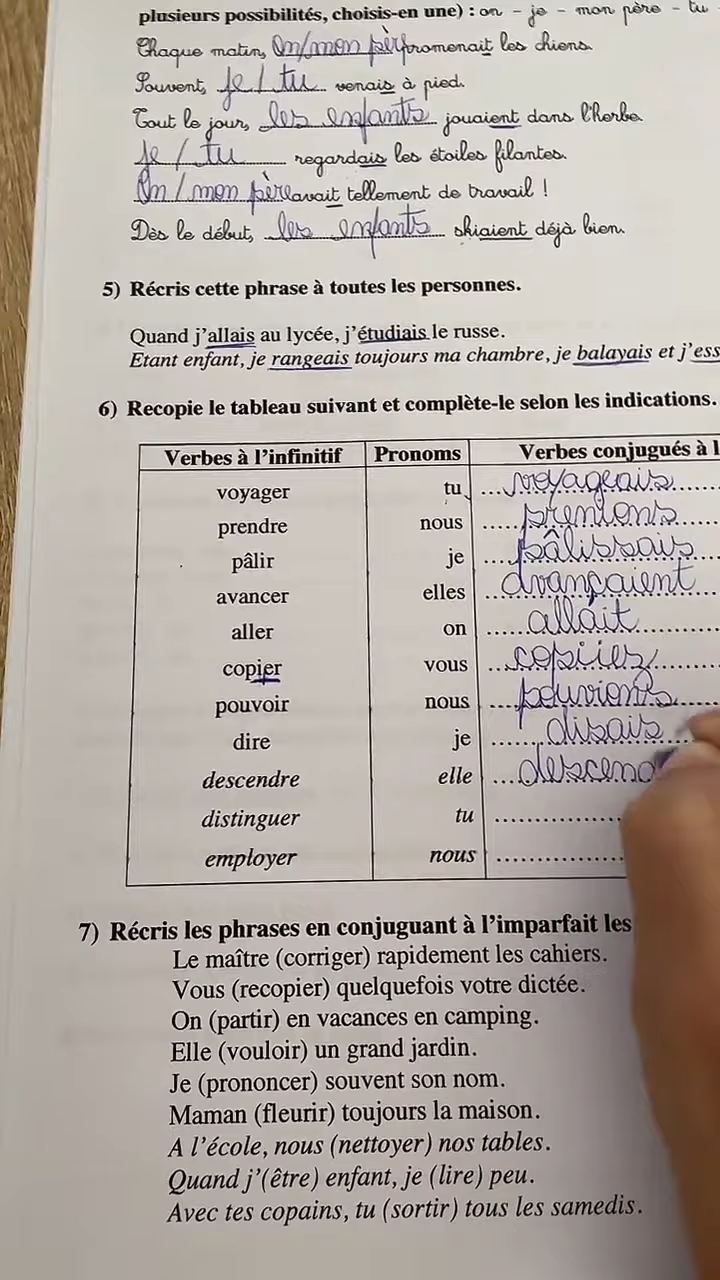 plusieurs possibilités, choisis-en une) : on - je - mon père - tu -
Chaque matin, On/mon père promenait les chiens.
Souvent, je / tu venais à pied.
Tout le jour, les enfants jouaient dans l'herbe.
Je / tu regardais les étoiles filantes.
On / mon père avait tellement de travail !
Dès le début, les enfants skiaient déjà bien.
5) Récris cette phrase à toutes les personnes.
Quand j'allais au lycée, j'étudiais le russe.
Etant enfant, je rangeais toujours ma chambre, je balayais et j'ess
6) Recopie le tableau suivant et complète-le selon les indications.
Verbes à l'infinitif Pronoms Verbes conjugués à l
voyager tu voyageais
prendre nous prenions
pâlir je pâlissais
avancer elles avançaient
aller on allait
copier vous copiiez
pouvoir nous pouvions
dire je disais
descendre elle descend
distinguer tu
employer nous
7) Récris les phrases en conjuguant à l'imparfait les
Le maître (corriger) rapidement les cahiers.
Vous (recopier) quelquefois votre dictée.
On (partir) en vacances en camping.
Elle (vouloir) un grand jardin.
Je (prononcer) souvent son nom.
Maman (fleurir) toujours la maison.
A l'école, nous (nettoyer) nos tables.
Quand j'(être) enfant, je (lire) peu.
Avec tes copains, tu (sortir) tous les samedis.